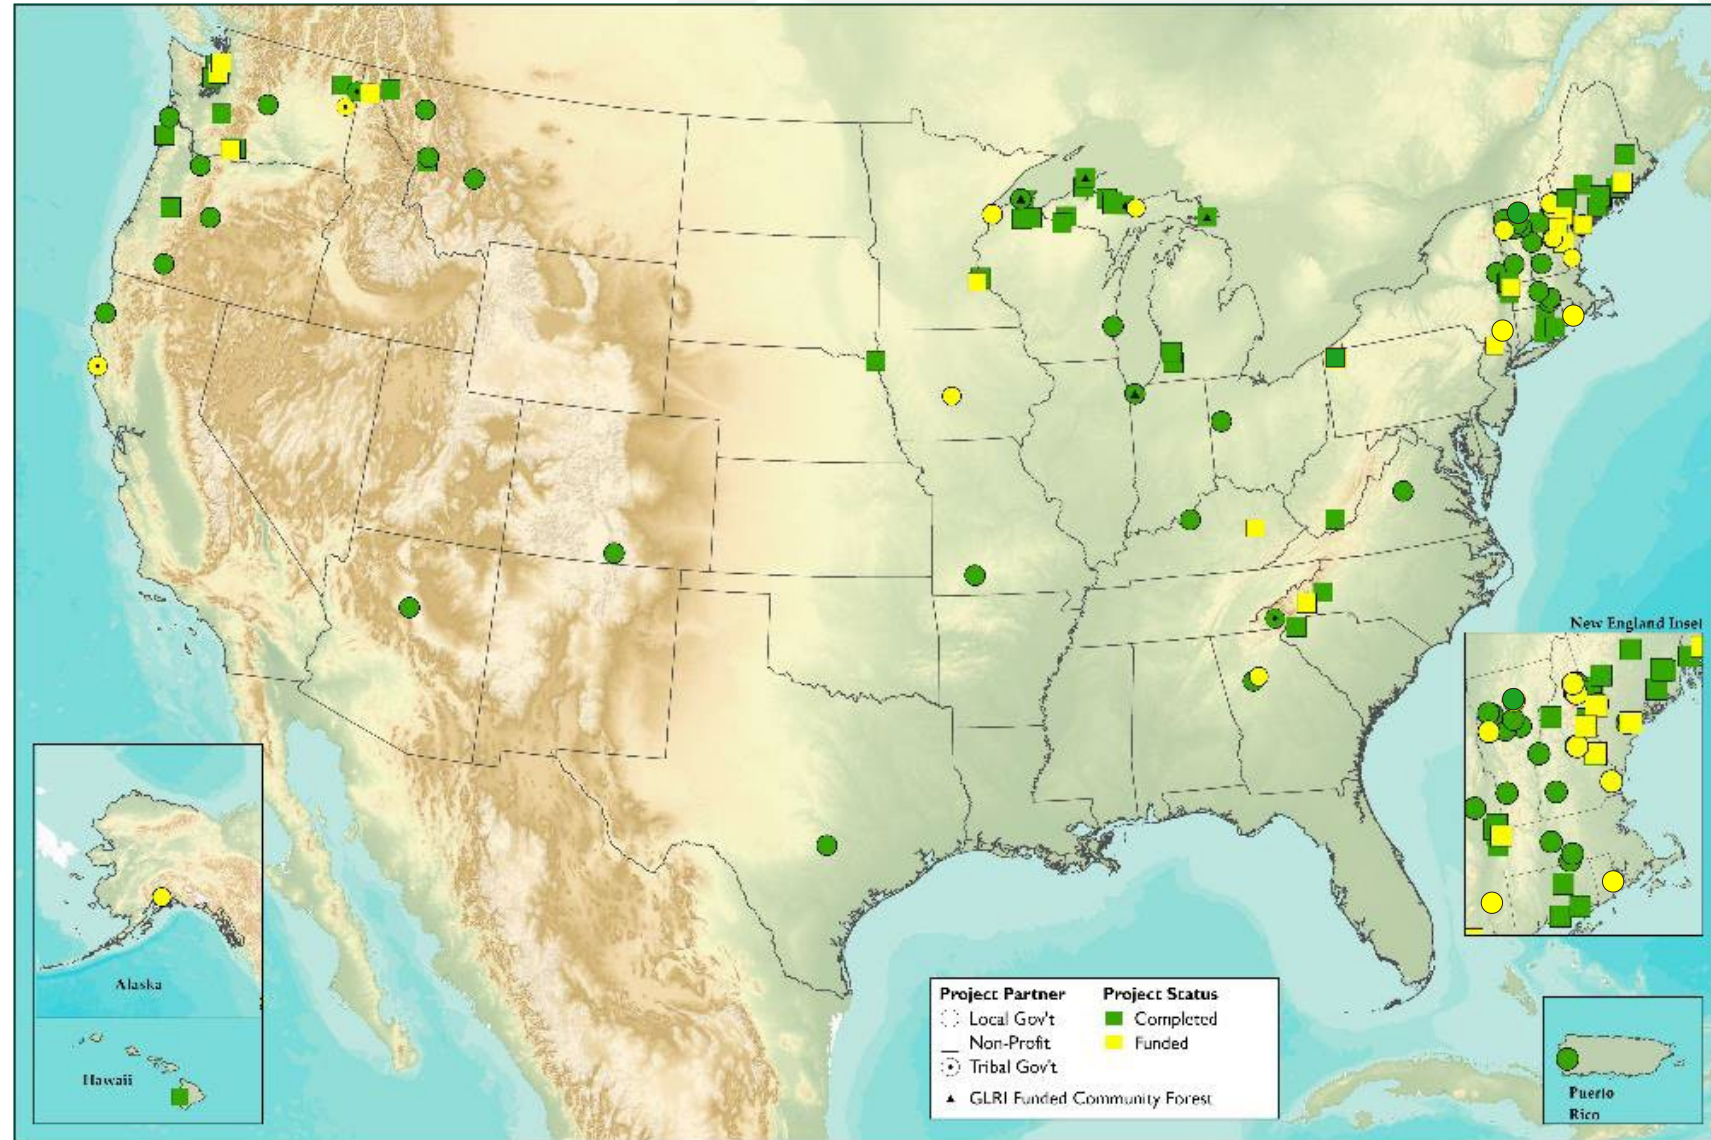 New England Inset
Alaska
Hawaii
Project Partner
Local Gov't
Non-Profit
Tribal Gov't
GLRI Funded Community Forest
Project Status
Completed
Funded
Puerto
Rico